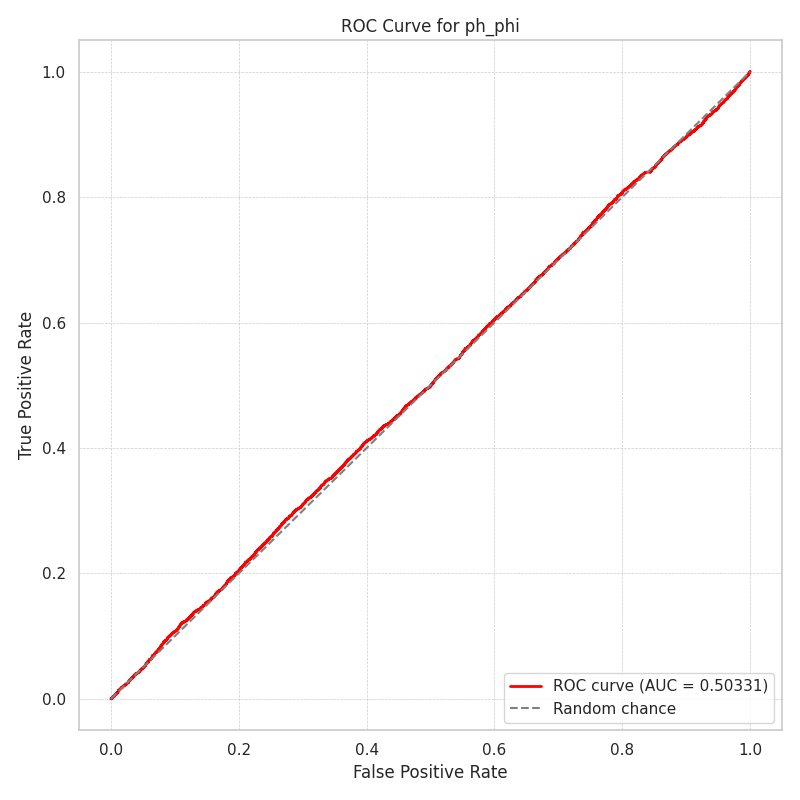 ROC Curve for ph_phi
1.0
0.8
0.6
0.4
0.2
0.0
True Positive Rate
ROC curve (AUC = 0.50331)
Random chance
0.0 0.2 0.4 0.6 0.8 1.0
False Positive Rate